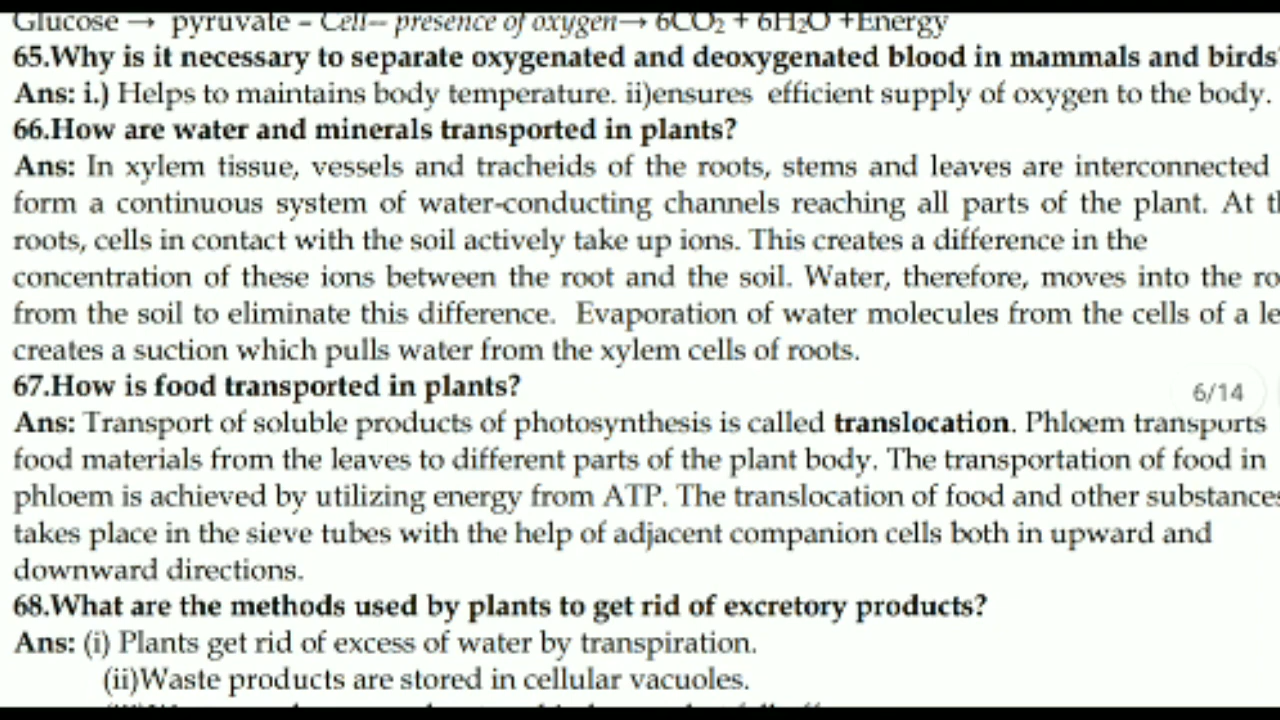 Glucose → pyruvate – Cell-- presence of oxygen→ 6CO₂ + 6H₂O +Energy
65.Why is it necessary to separate oxygenated and deoxygenated blood in mammals and birds
Ans: i.) Helps to maintains body temperature. ii)ensures efficient supply of oxygen to the body.
66.How are water and minerals transported in plants?
Ans: In xylem tissue, vessels and tracheids of the roots, stems and leaves are interconnected
form a continuous system of water-conducting channels reaching all parts of the plant. At
roots, cells in contact with the soil actively take up ions. This creates a difference in the
concentration of these ions between the root and the soil. Water, therefore, moves into the
from the soil to eliminate this difference. Evaporation of water molecules from the cells of a
creates a suction which pulls water from the xylem cells of roots.
67.How is food transported in plants?
6/14
Ans: Transport of soluble products of photosynthesis is called translocation. Phloem transports
food materials from the leaves to different parts of the plant body. The transportation of food in
phloem is achieved by utilizing energy from ATP. The translocation of food and other substances
takes place in the sieve tubes with the help of adjacent companion cells both in upward and
downward directions.
68.What are the methods used by plants to get rid of excretory products?
Ans: (i) Plants get rid of excess of water by transpiration.
(ii)Waste products are stored in cellular vacuoles.